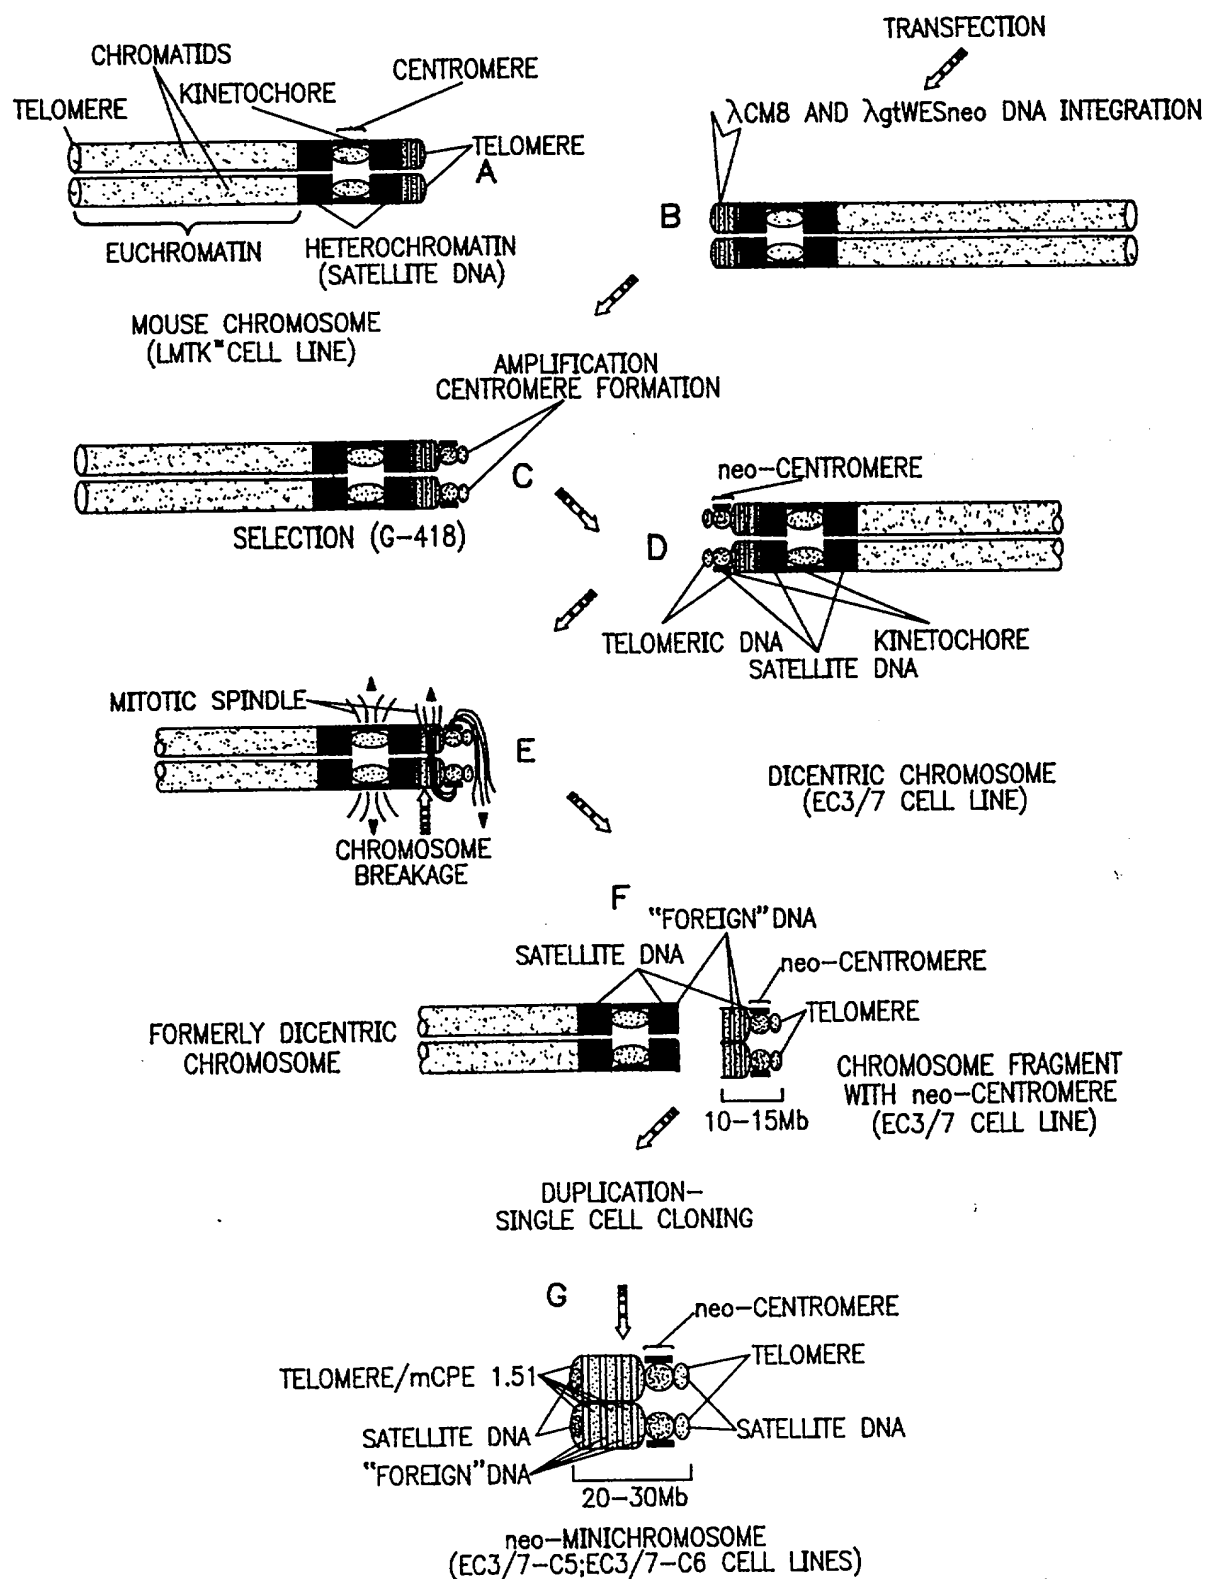 TRANSFECTION
CHROMATIDS
CENTROMERE
KINETOCHORE
TELOMERE
λCM8 AND λgtWESneo DNA INTEGRATION
TELOMERE
A
B
EUCHROMATIN
HETEROCHROMATIN
(SATELLITE DNA)
MOUSE CHROMOSOME
(LMTK⁻ CELL LINE)
AMPLIFICATION
CENTROMERE FORMATION
C
neo-CENTROMERE
SELECTION (G-418)
D
TELOMERIC DNA
KINETOCHORE
SATELLITE DNA
MITOTIC SPINDLE
E
DICENTRIC CHROMOSOME
(EC3/7 CELL LINE)
CHROMOSOME
BREAKAGE
F
"FOREIGN" DNA
SATELLITE DNA
neo-CENTROMERE
TELOMERE
FORMERLY DICENTRIC
CHROMOSOME
CHROMOSOME FRAGMENT
WITH neo-CENTROMERE
(EC3/7 CELL LINE)
10-15Mb
DUPLICATION-
SINGLE CELL CLONING
G
neo-CENTROMERE
TELOMERE/mCPE 1.51
TELOMERE
SATELLITE DNA
SATELLITE DNA
"FOREIGN" DNA
20-30Mb
neo-MINICHROMOSOME
(EC3/7-C5;EC3/7-C6 CELL LINES)